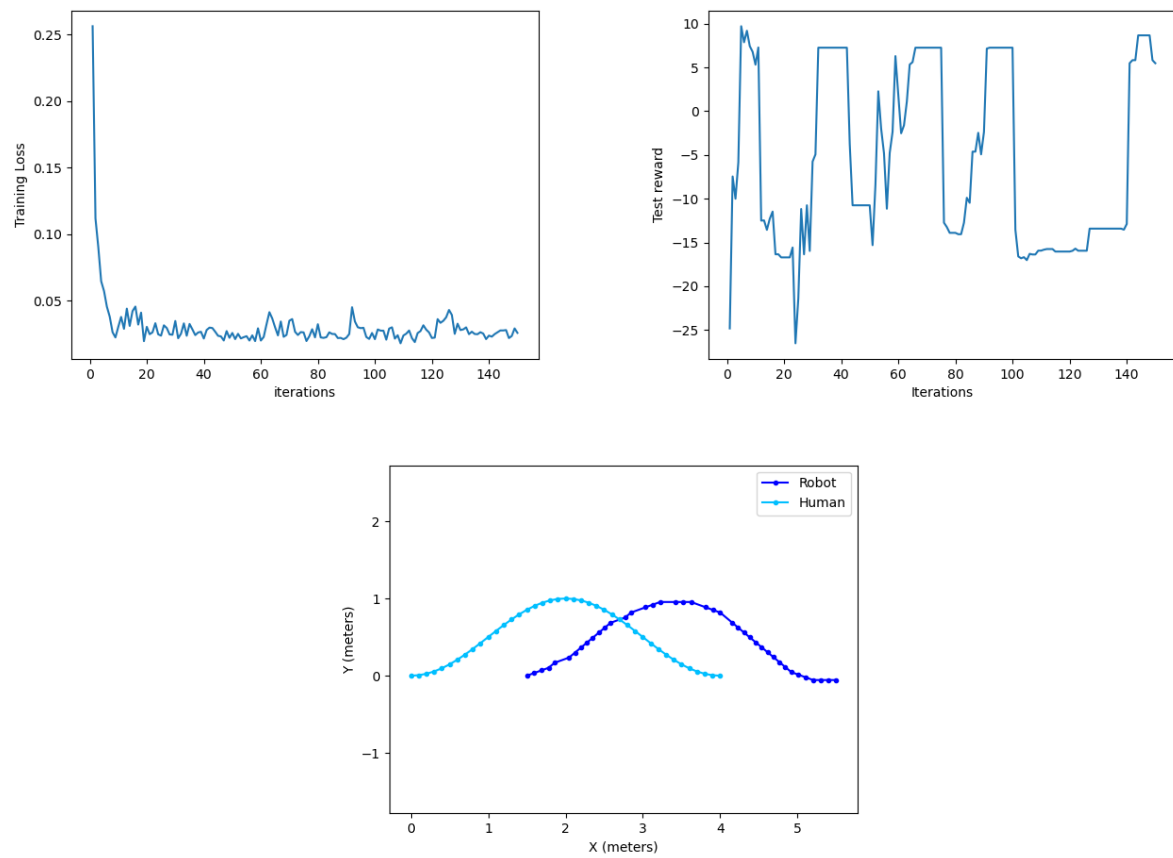 0.25
0.20
0.15
0.10
0.05
Training Loss
0 20 40 60 80 100 120 140
iterations
10
5
0
−5
−10
−15
−20
−25
Test reward
0 20 40 60 80 100 120 140
Iterations
Robot
Human
2
1
0
−1
Y (meters)
0 1 2 3 4 5
X (meters)